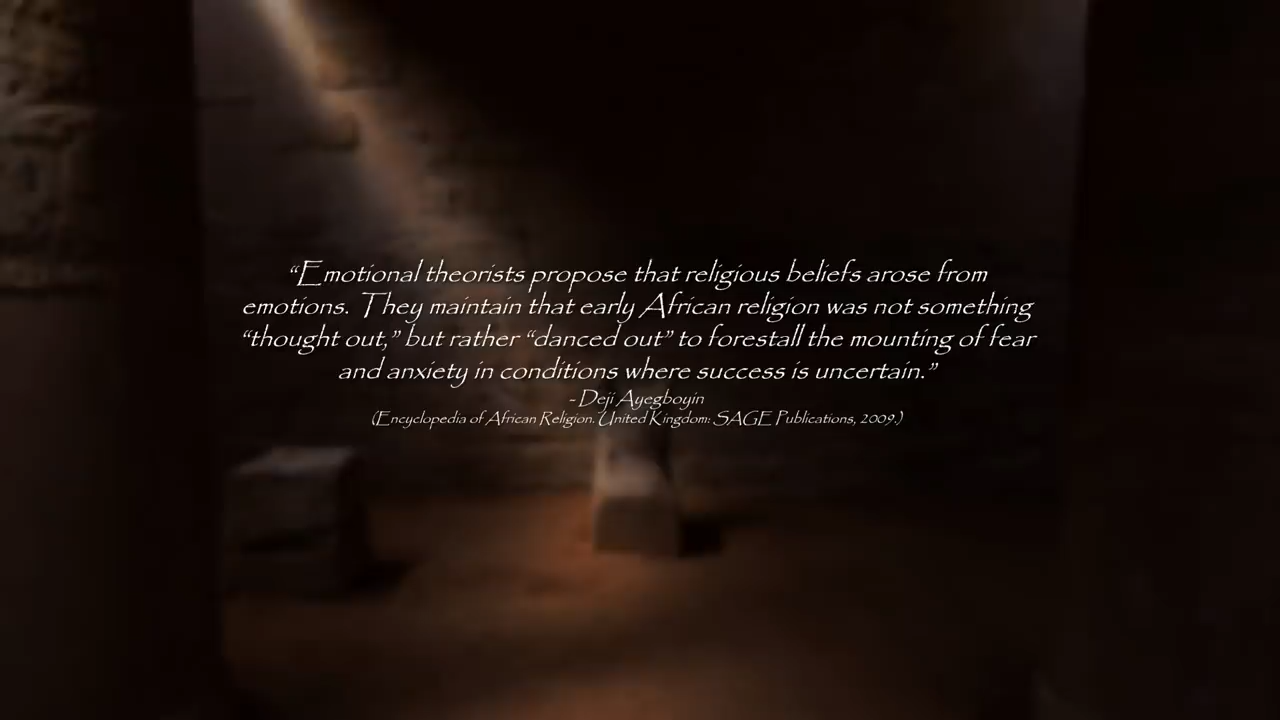 “Emotional theorists propose that religious beliefs arose from
emotions. They maintain that early African religion was not something
“thought out,” but rather “danced out” to forestall the mounting of fear
and anxiety in conditions where success is uncertain.”
- Deji Ayegboyin
(Encyclopedia of African Religion. United Kingdom: SAGE Publications, 2009.)